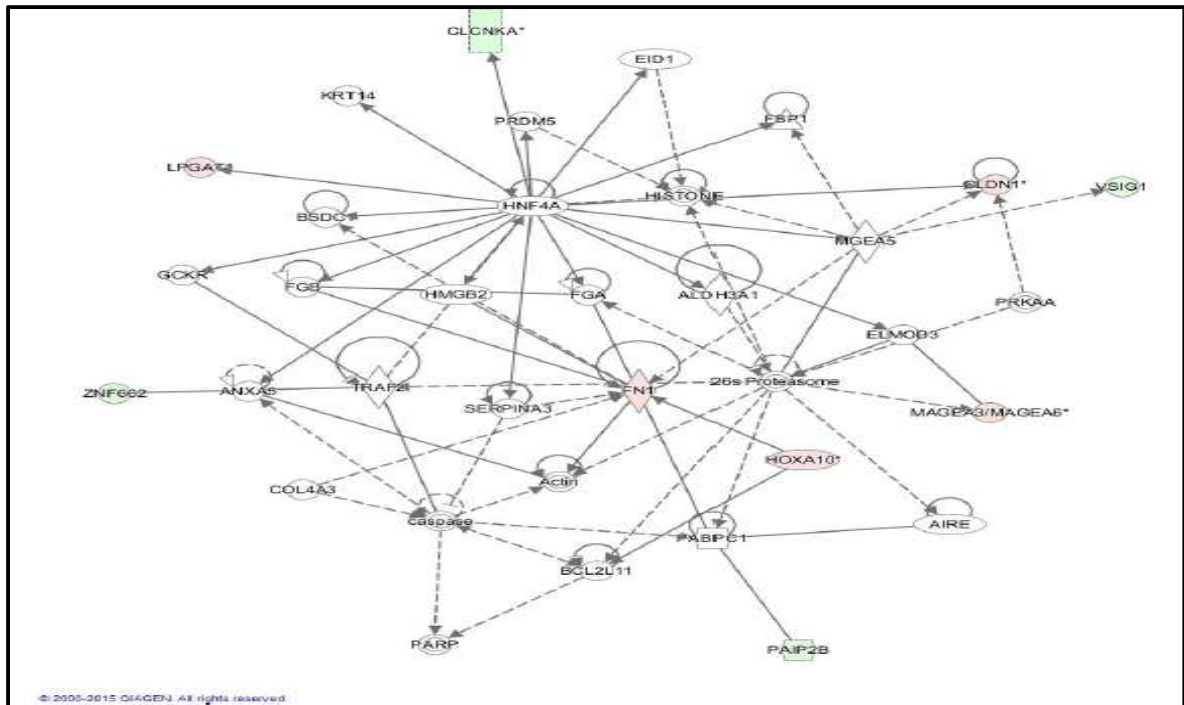 CLCNKA*
EID1
KRT14
PRDM5
FBP1
LPGAT1
HISTONE
CLDN1*
VSIG1
HNF4A
BSDC1
MGEA5
GCKR
FGB
HMGB2
FGA
ALDH3A1
PRKAA
ELMOD3
ZNF662
ANXA5
TRAF2
SERPINA3
FN1*
26s Proteasome
MAGEA3/MAGEA6*
HOXA10*
COL4A3
Actin
caspase
PABPC1
AIRE
BCL2L11
PARP
PAIP2B
© 2000-2015 QIAGEN. All rights reserved.